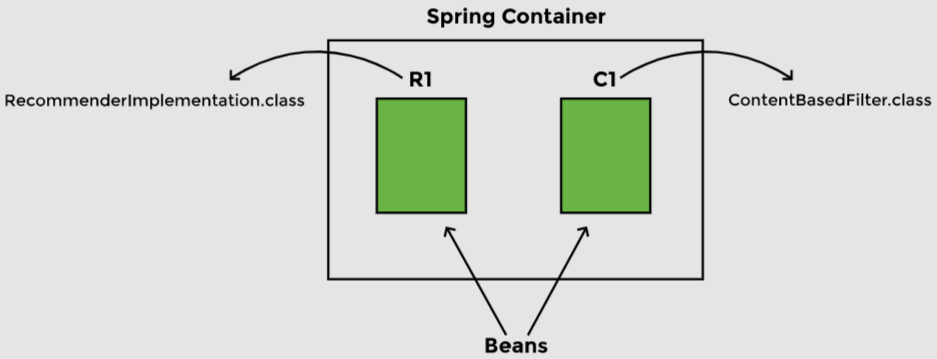 Spring Container
R1
C1
RecommenderImplementation.class
ContentBasedFilter.class
Beans